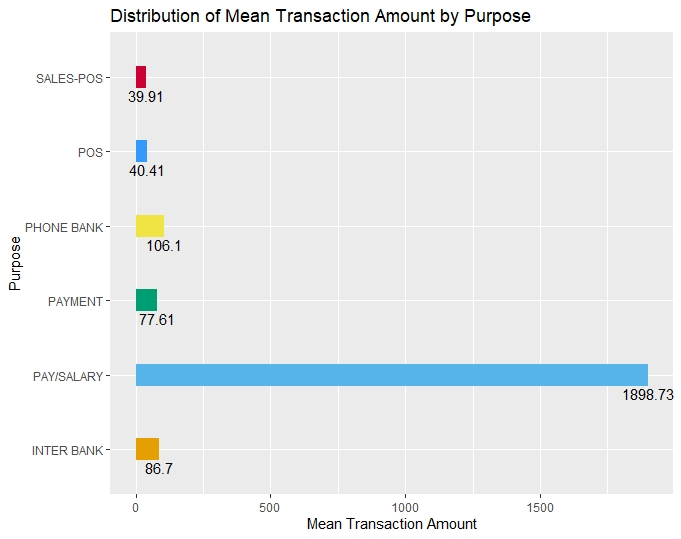 Distribution of Mean Transaction Amount by Purpose
SALES-POS
39.91
POS
40.41
PHONE BANK
106.1
PAYMENT
77.61
PAY/SALARY
1898.73
INTER BANK
86.7
Purpose
0 500 1000 1500
Mean Transaction Amount